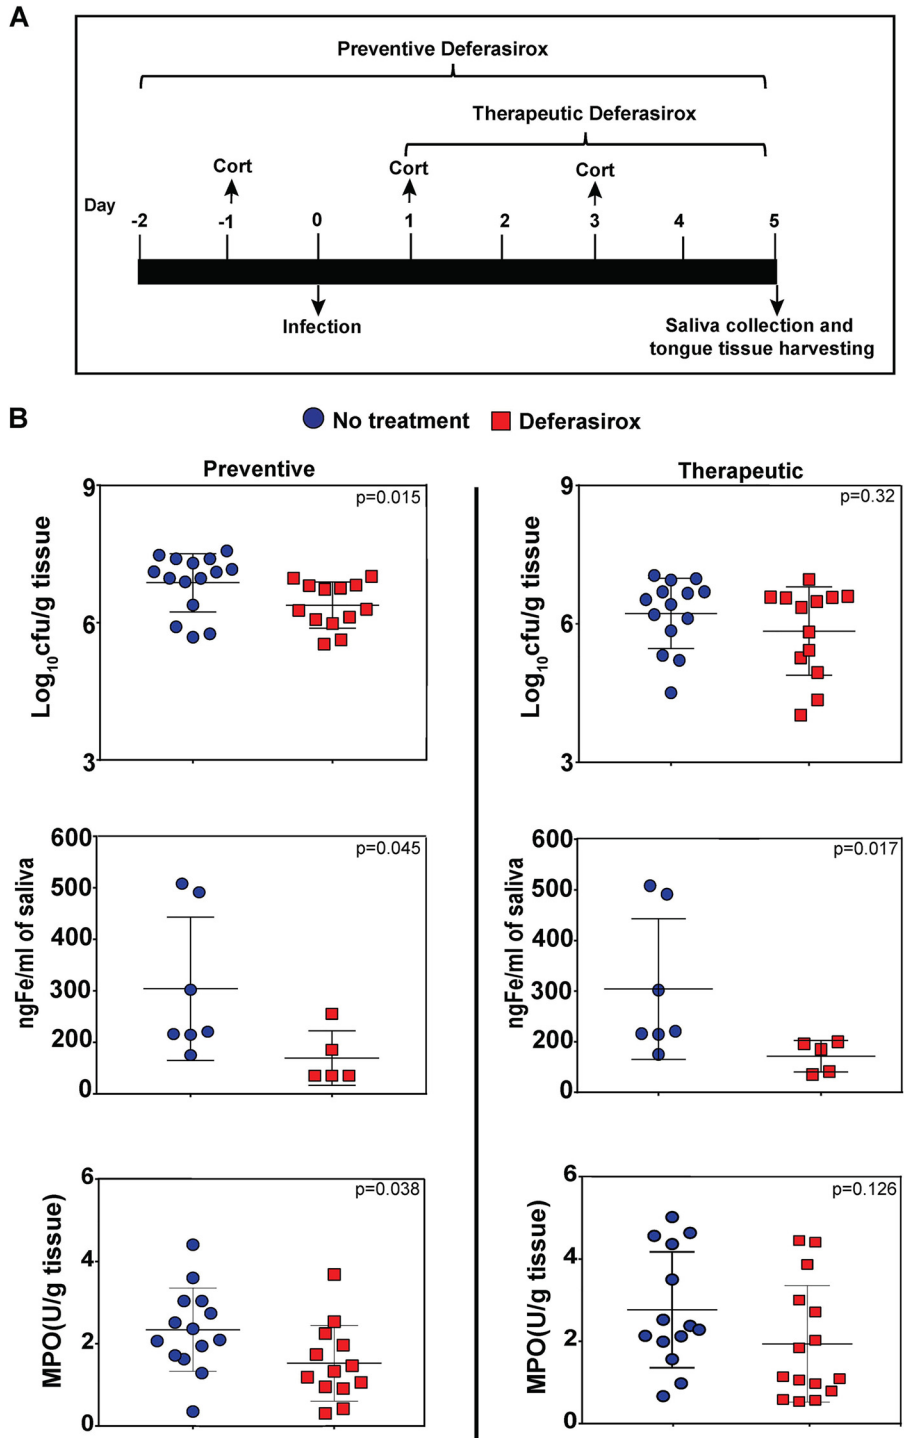 A
Preventive Deferasirox
Therapeutic Deferasirox
Cort Cort Cort
Day
-2 -1 0 1 2 3 4 5
Infection
Saliva collection and
tongue tissue harvesting
B
No treatment Deferasirox
Preventive
p=0.015
Log10cfu/g tissue
9
6
3
Therapeutic
p=0.32
Log10cfu/g tissue
9
6
3
p=0.045
ngFe/ml of saliva
600
500
400
300
200
100
0
p=0.017
ngFe/ml of saliva
600
500
400
300
200
100
0
p=0.038
MPO(U/g tissue)
6
4
2
0
p=0.126
MPO(U/g tissue)
6
4
2
0